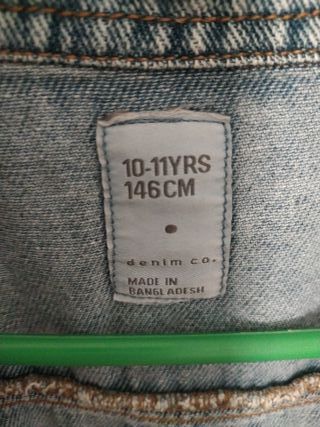 10-11YRS
146CM
denim co.
MADE IN
BANGLADESH